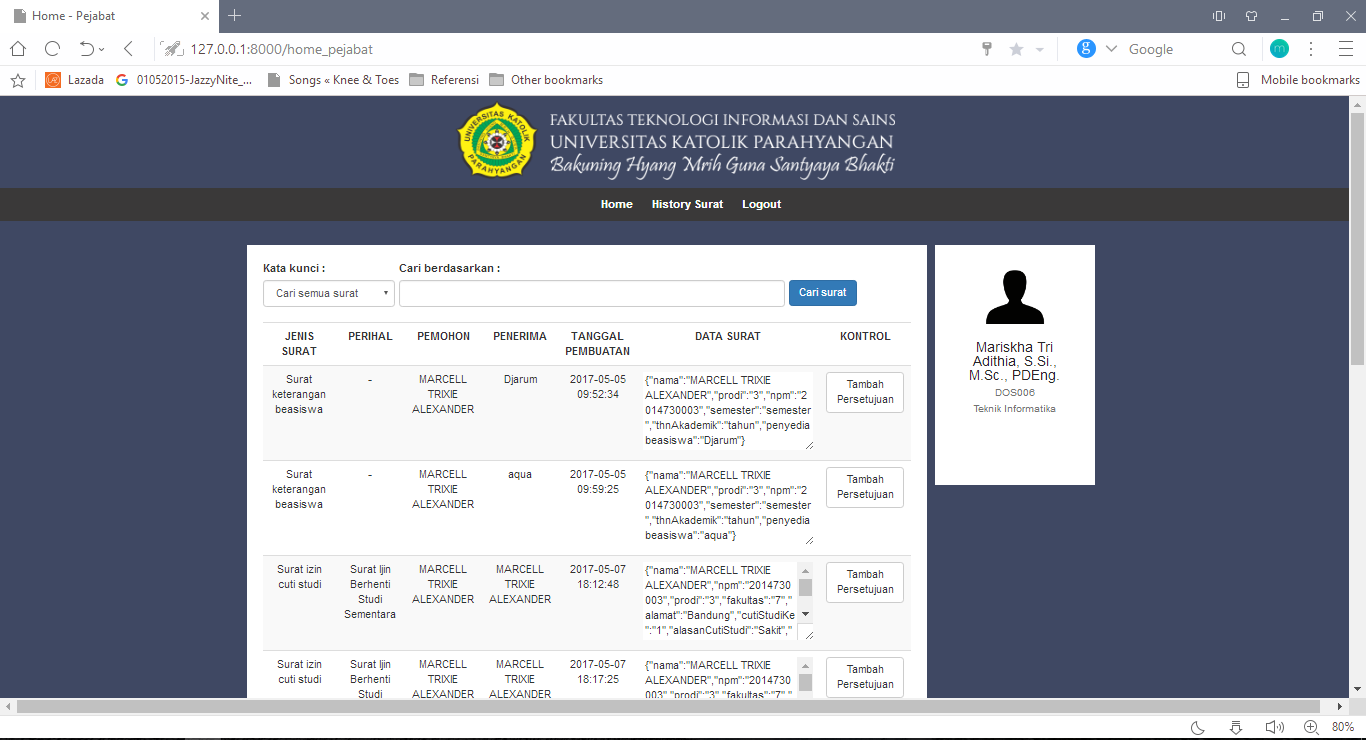 Home - Pejabat
127.0.0.1:8000/home_pejabat
Google
m
Lazada
01052015-JazzyNite_...
Songs « Knee & Toes
Referensi
Other bookmarks
Mobile bookmarks
UNIVERSITAS KATOLIK
PARAHYANGAN
FAKULTAS TEKNOLOGI INFORMASI DAN SAINS
UNIVERSITAS KATOLIK PARAHYANGAN
Bakuning Hyang Mrih Guna Santyaya Bhakti
Home History Surat Logout
Kata kunci : Cari berdasarkan :
Cari semua surat Cari surat
JENIS SURAT PERIHAL PEMOHON PENERIMA TANGGAL PEMBUATAN DATA SURAT KONTROL
Surat - MARCELL Djarum 2017-05-05 {"nama":"MARCELL TRIXIE Tambah
keterangan TRIXIE 09:52:34 ALEXANDER","prodi":"3","npm":"2 Persetujuan
beasiswa ALEXANDER 014730003","semester":"semester
","thnAkademik":"tahun","penyedia
beasiswa":"Djarum"}
Surat - MARCELL aqua 2017-05-05 {"nama":"MARCELL TRIXIE Tambah
keterangan TRIXIE 09:59:25 ALEXANDER","prodi":"3","npm":"2 Persetujuan
beasiswa ALEXANDER 014730003","semester":"semester
","thnAkademik":"tahun","penyedia
beasiswa":"aqua"}
Surat izin Surat Ijin MARCELL MARCELL 2017-05-07 {"nama":"MARCELL TRIXIE Tambah
cuti studi Berhenti TRIXIE TRIXIE 18:12:48 ALEXANDER","npm":"2014730 Persetujuan
Studi ALEXANDER ALEXANDER 003","prodi":"3","fakultas":"7","
Sementara alamat":"Bandung","cutiStudiKe
":"1","alasanCutiStudi":"Sakit","
Surat izin Surat Ijin MARCELL MARCELL 2017-05-07 {"nama":"MARCELL TRIXIE Tambah
cuti studi Berhenti TRIXIE TRIXIE 18:17:25 ALEXANDER","npm":"2014730 Persetujuan
Studi ALEXANDER ALEXANDER 003","prodi":"3","fakultas":"7","
Mariskha Tri
Adithia, S.Si.,
M.Sc., PDEng.
DOS006
Teknik Informatika
80%